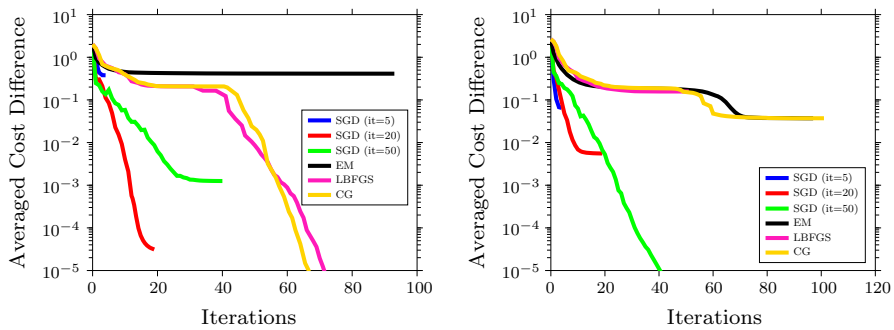 Averaged Cost Difference
10^1
10^0
10^−1
10^−2
10^−3
10^−4
10^−5
0
20
40
60
80
100
Iterations
SGD (it=5)
SGD (it=20)
SGD (it=50)
EM
LBFGS
CG
Averaged Cost Difference
10^1
10^0
10^−1
10^−2
10^−3
10^−4
10^−5
0
20
40
60
80
100
120
Iterations
SGD (it=5)
SGD (it=20)
SGD (it=50)
EM
LBFGS
CG